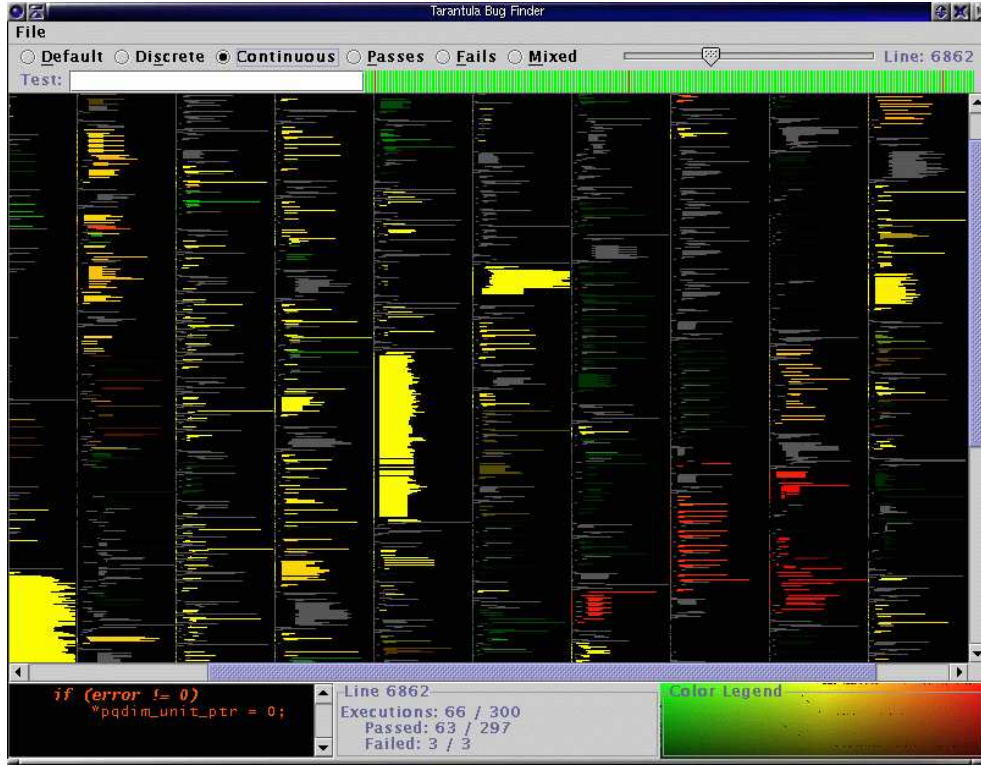 Tarantula Bug Finder
File
Default Discrete Continuous Passes Fails Mixed Line: 6862
Test:
if (error != 0)
*pqdim_unit_ptr = 0;
Line 6862
Executions: 66 / 300
Passed: 63 / 297
Failed: 3 / 3
Color Legend